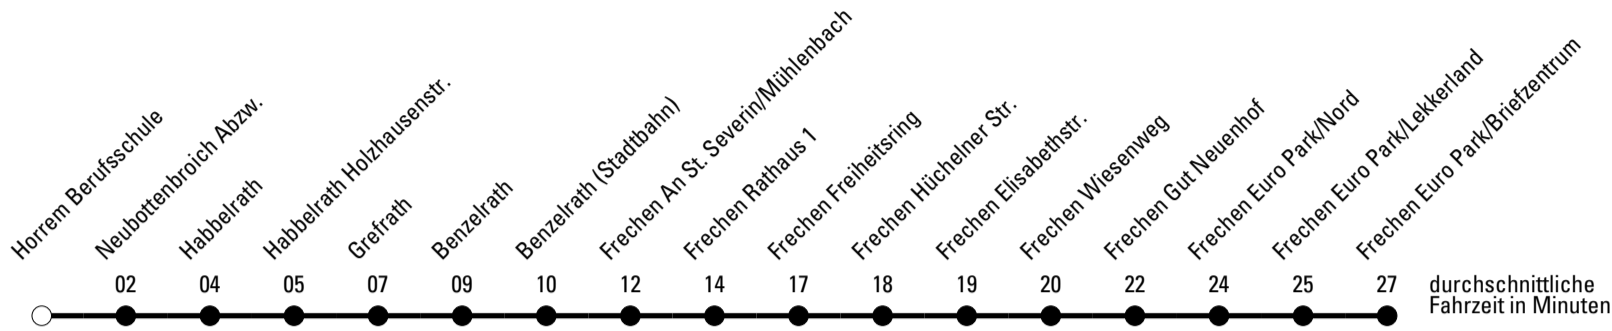 Horrem Berufsschule
Neubottenbroich Abzw.
Habbelrath
Habbelrath Holzhausenstr.
Grefrath
Benzelrath
Benzelrath (Stadtbahn)
Frechen An St. Severin/Mühlenbach
Frechen Rathaus 1
Frechen Freiheitsring
Frechen Hüchelner Str.
Frechen Elisabethstr.
Frechen Wiesenweg
Frechen Gut Neuenhof
Frechen Euro Park/Nord
Frechen Euro Park/Lekkerland
Frechen Euro Park/Briefzentrum
02 04 05 07 09 10 12 14 17 18 19 20 22 24 25 27
durchschnittliche
Fahrzeit in Minuten